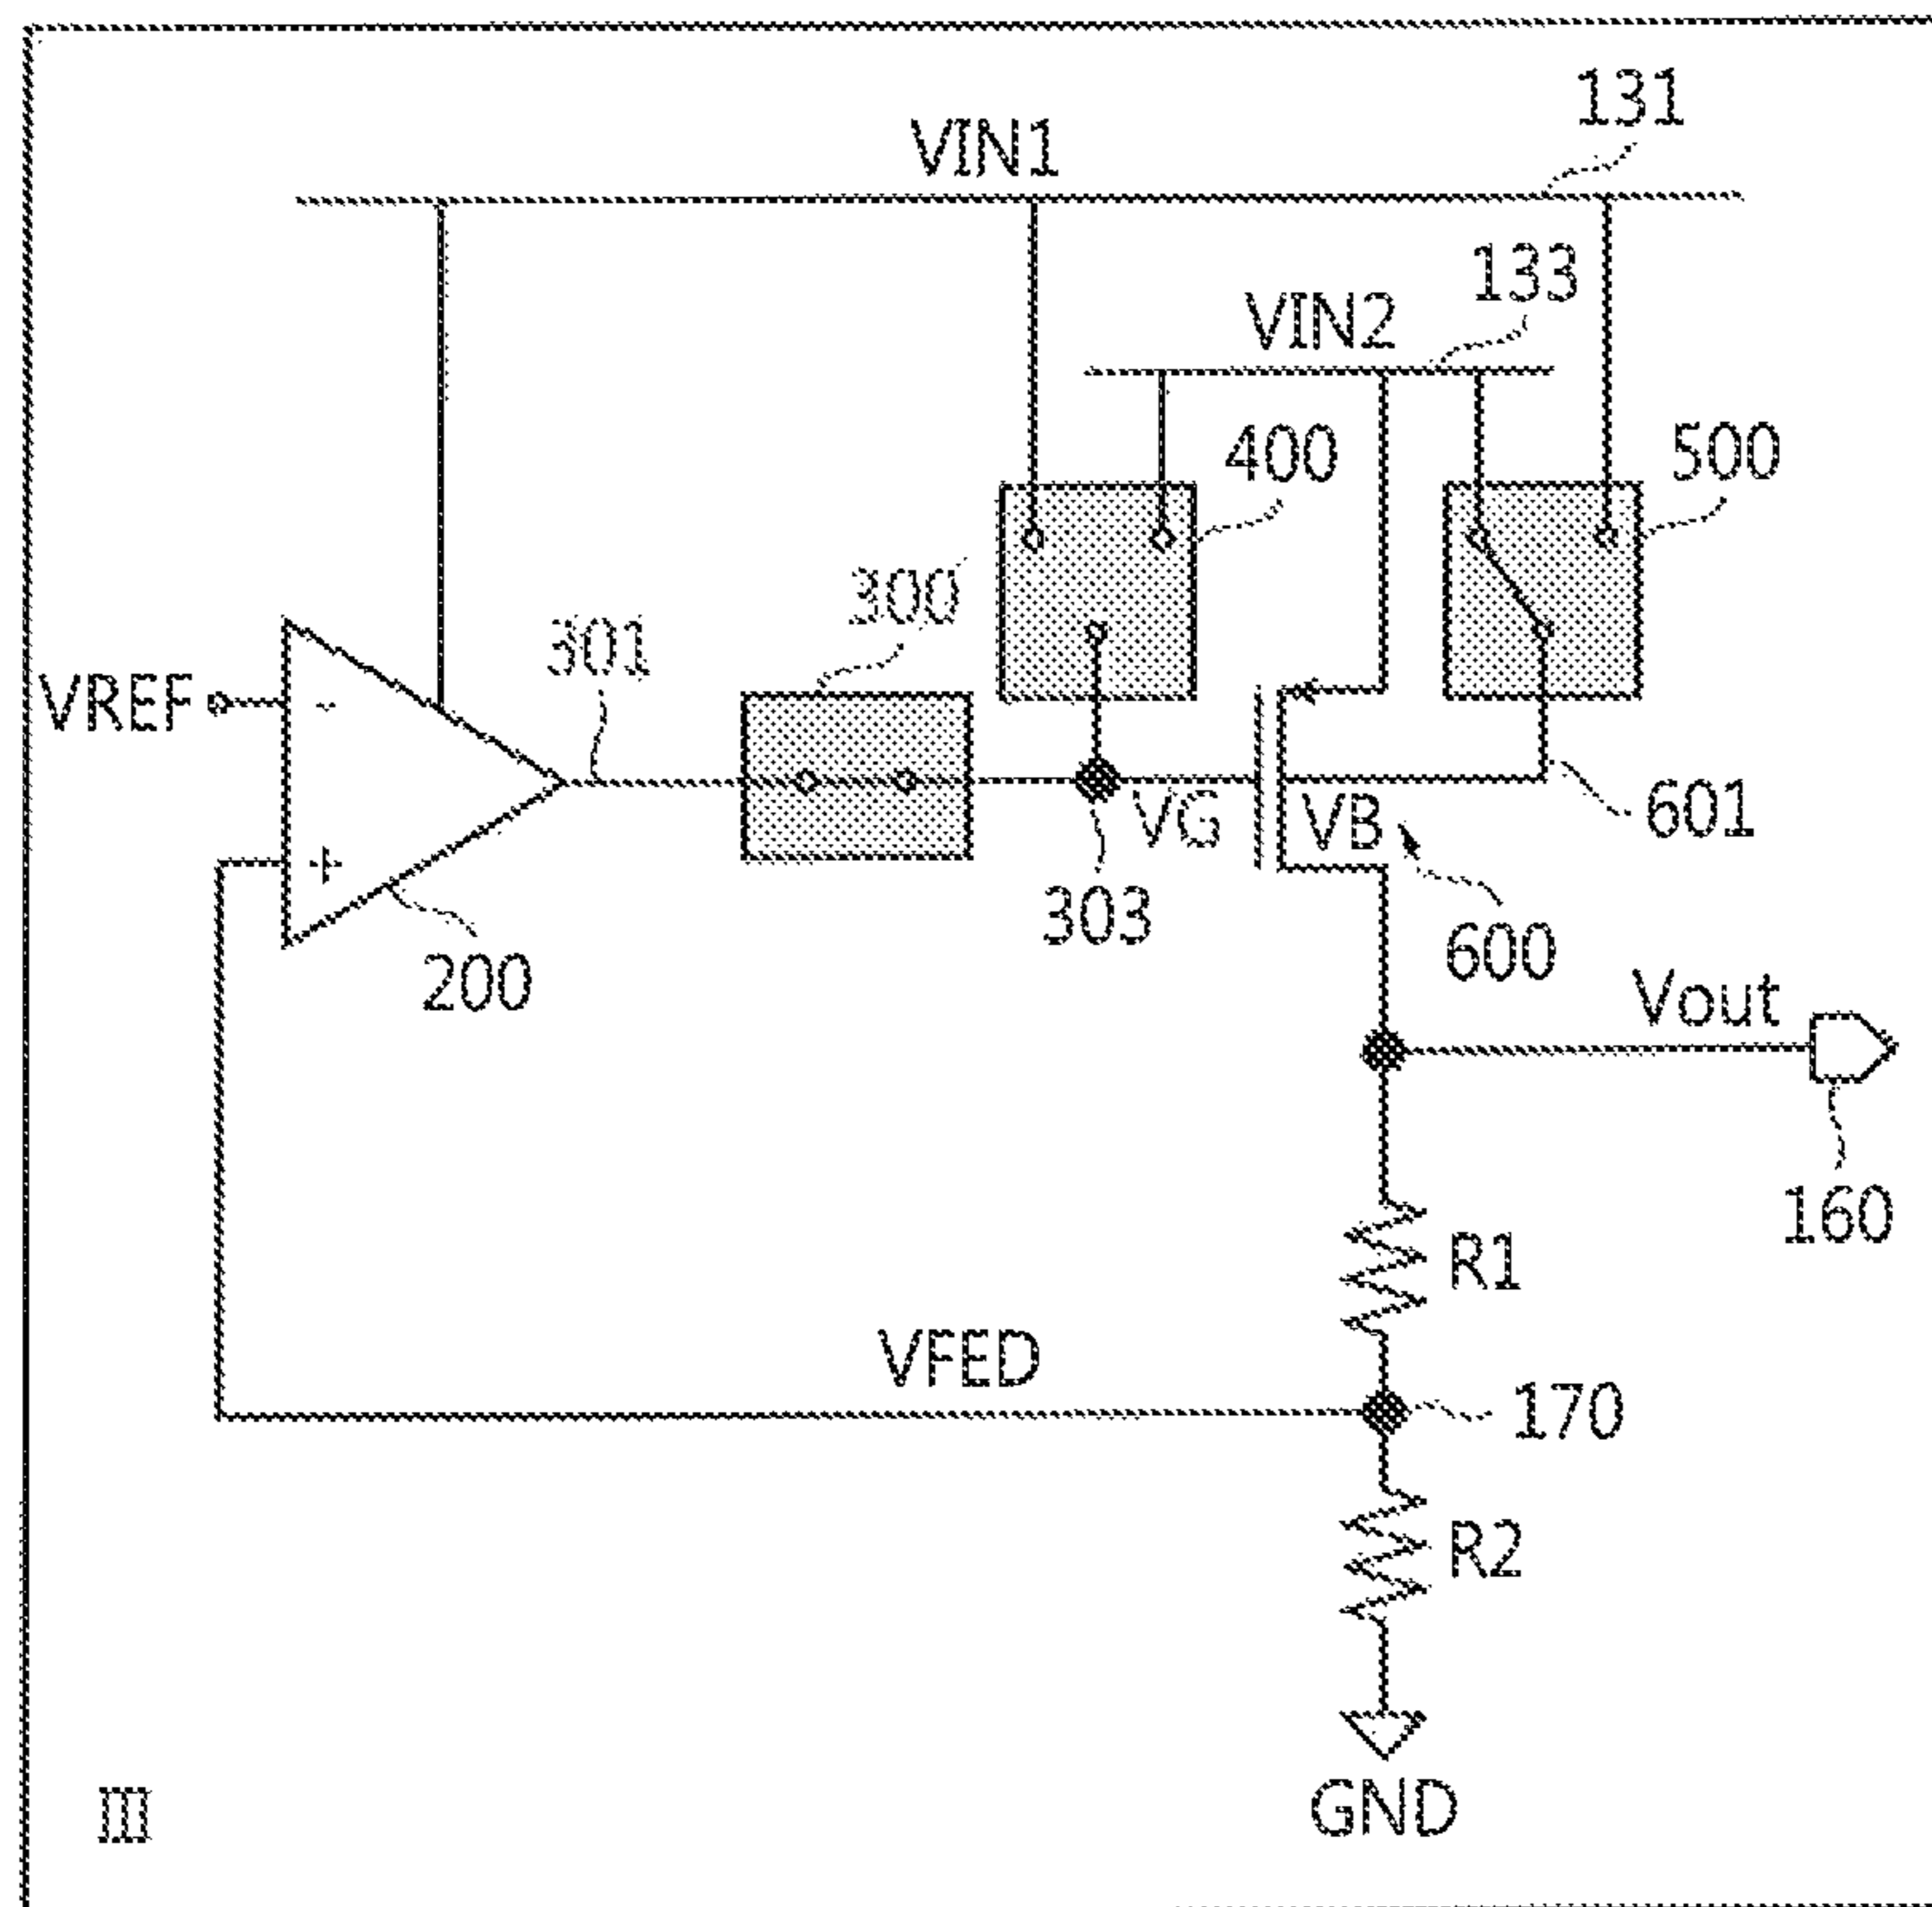 131
VIN1
133
VIN2
400
500
300
301
VREF
-
VG
VB
601
+
303
600
200
Vout
160
R1
VFED
170
R2
III
GND